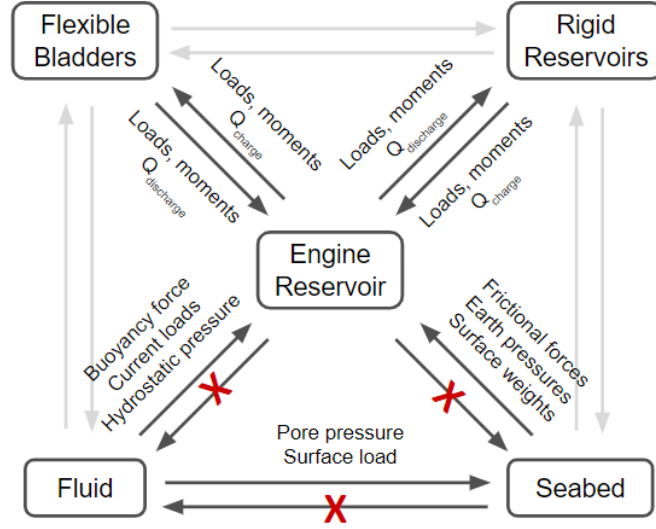 Flexible
Bladders
Rigid
Reservoirs
Loads, moments
Q charge
Loads, moments
Q discharge
Loads, moments
Q discharge
Loads, moments
Q charge
Engine
Reservoir
Buoyancy force
Current loads
Hydrostatic pressure
X
Frictional forces
Earth pressures
Surface weights
X
Pore pressure
Surface load
Fluid
X
Seabed